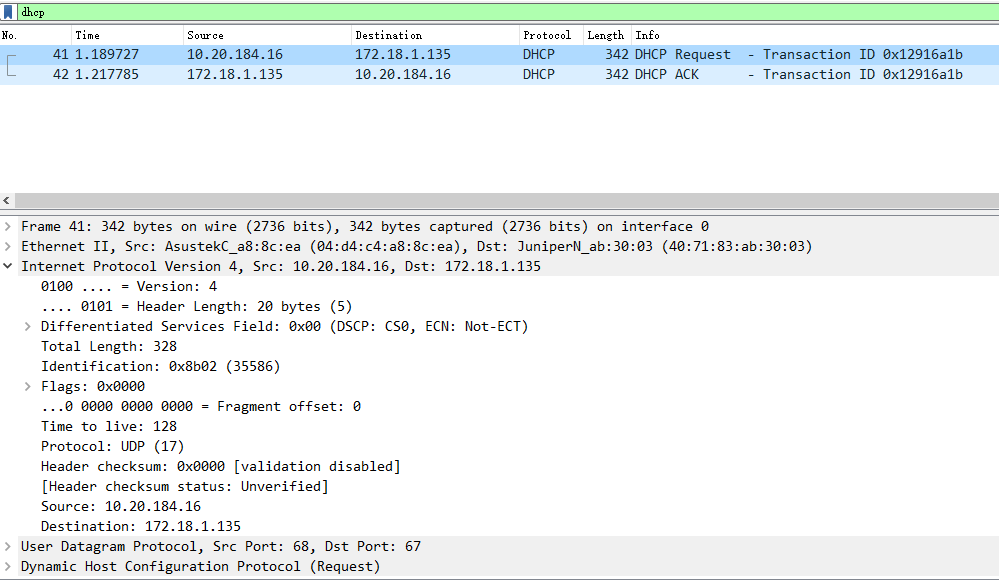 dhcp
No. Time Source Destination Protocol Length Info
41 1.189727 10.20.184.16 172.18.1.135 DHCP 342 DHCP Request - Transaction ID 0x12916a1b
42 1.217785 172.18.1.135 10.20.184.16 DHCP 342 DHCP ACK - Transaction ID 0x12916a1b
Frame 41: 342 bytes on wire (2736 bits), 342 bytes captured (2736 bits) on interface 0
Ethernet II, Src: AsustekC_a8:8c:ea (04:d4:c4:a8:8c:ea), Dst: JuniperN_ab:30:03 (40:71:83:ab:30:03)
Internet Protocol Version 4, Src: 10.20.184.16, Dst: 172.18.1.135
0100 .... = Version: 4
.... 0101 = Header Length: 20 bytes (5)
Differentiated Services Field: 0x00 (DSCP: CS0, ECN: Not-ECT)
Total Length: 328
Identification: 0x8b02 (35586)
Flags: 0x0000
...0 0000 0000 0000 = Fragment offset: 0
Time to live: 128
Protocol: UDP (17)
Header checksum: 0x0000 [validation disabled]
[Header checksum status: Unverified]
Source: 10.20.184.16
Destination: 172.18.1.135
User Datagram Protocol, Src Port: 68, Dst Port: 67
Dynamic Host Configuration Protocol (Request)